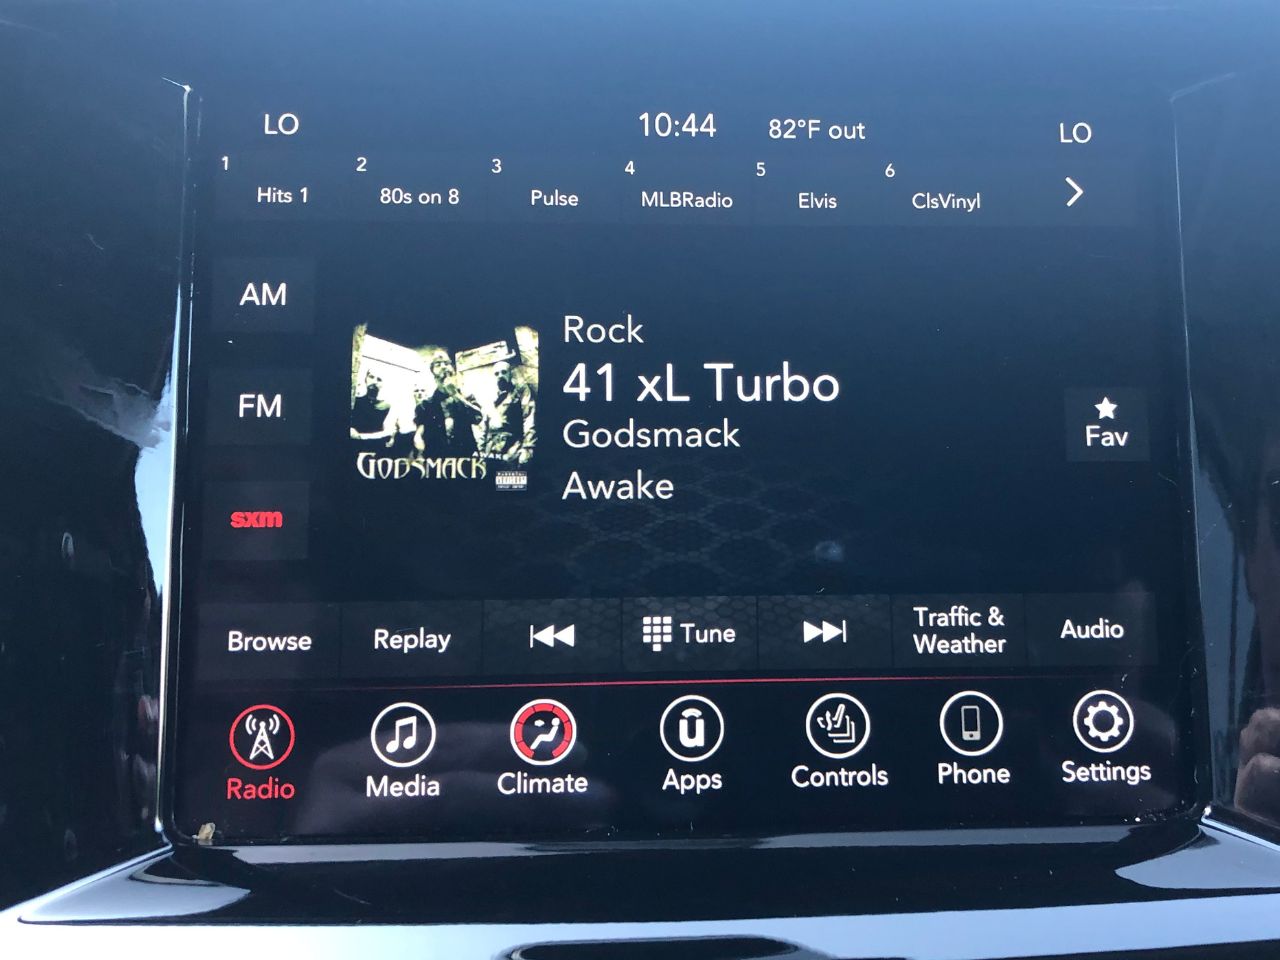 LO 10:44 82°F out LO
1 2 3 4 5 6
Hits 1 80s on 8 Pulse MLBRadio Elvis ClsVinyl
AM
Rock
41 xL Turbo
FM
Godsmack
Fav
AWAKE
GODSMACK
Awake
sxm
Browse Replay Tune Traffic & Weather Audio
Radio Media Climate Apps Controls Phone Settings